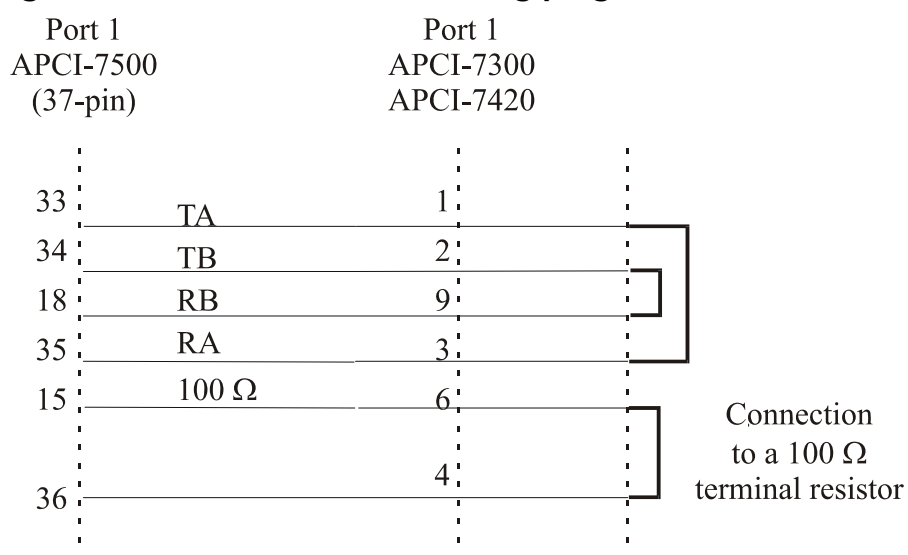 Port 1
APCI-7500
(37-pin)
Port 1
APCI-7300
APCI-7420
33 TA 1
34 TB 2
18 RB 9
35 RA 3
15 100 Ω 6
36 4
Connection
to a 100 Ω
terminal resistor